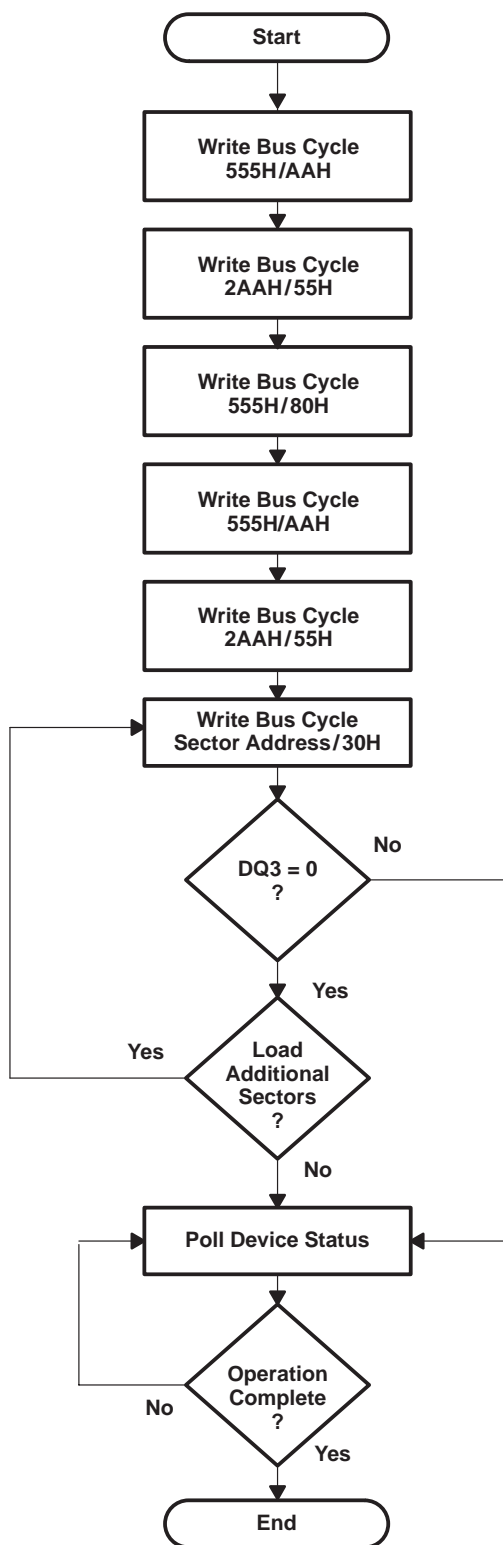 Start
Write Bus Cycle
555H/AAH
Write Bus Cycle
2AAH/55H
Write Bus Cycle
555H/80H
Write Bus Cycle
555H/AAH
Write Bus Cycle
2AAH/55H
Write Bus Cycle
Sector Address/30H
No
DQ3 = 0
?
Yes
Yes
Load
Additional
Sectors
?
No
Poll Device Status
Operation
Complete
?
No
Yes
End